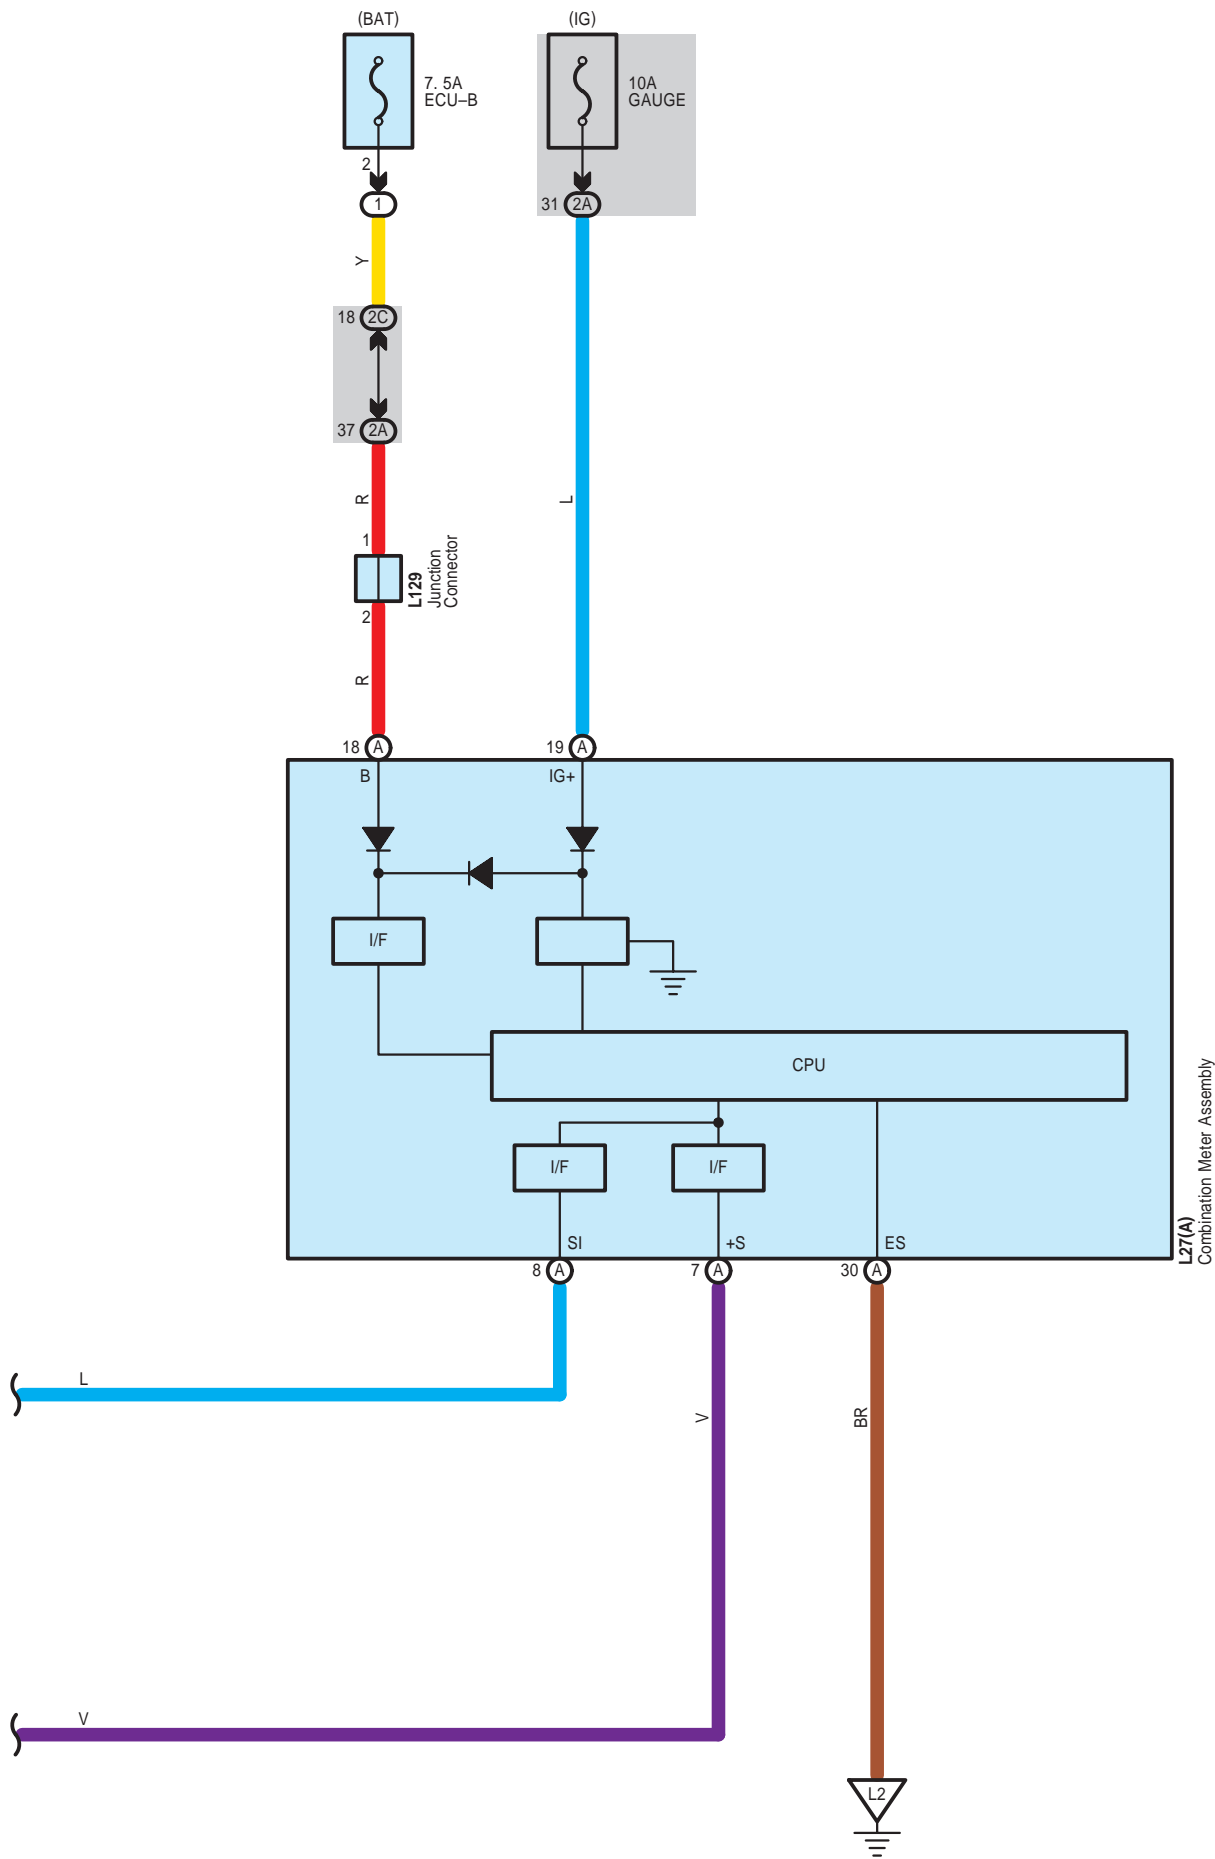 (BAT)
(IG)
7. 5A
ECU–B
10A
GAUGE
2
1
31
2A
Y
18
2C
37
2A
R
L
1
L129
Junction
Connector
2
R
18
A
19
A
B
IG+
I/F
CPU
I/F
I/F
SI
+S
ES
L27(A)
Combination Meter Assembly
8
A
7
A
30
A
L
V
BR
V
L2